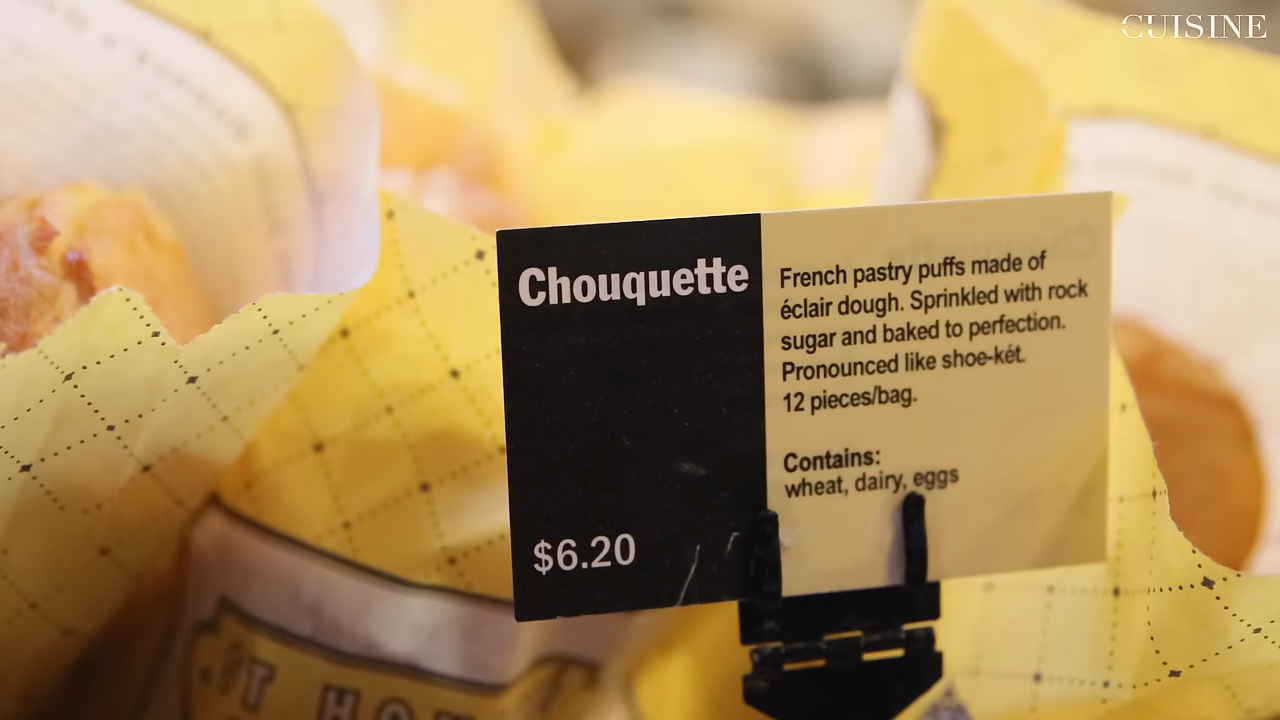 CUISINE
Chouquette
$6.20
French pastry puffs made of
éclair dough. Sprinkled with rock
sugar and baked to perfection.
Pronounced like shoe-két.
12 pieces/bag.
Contains:
wheat, dairy, eggs